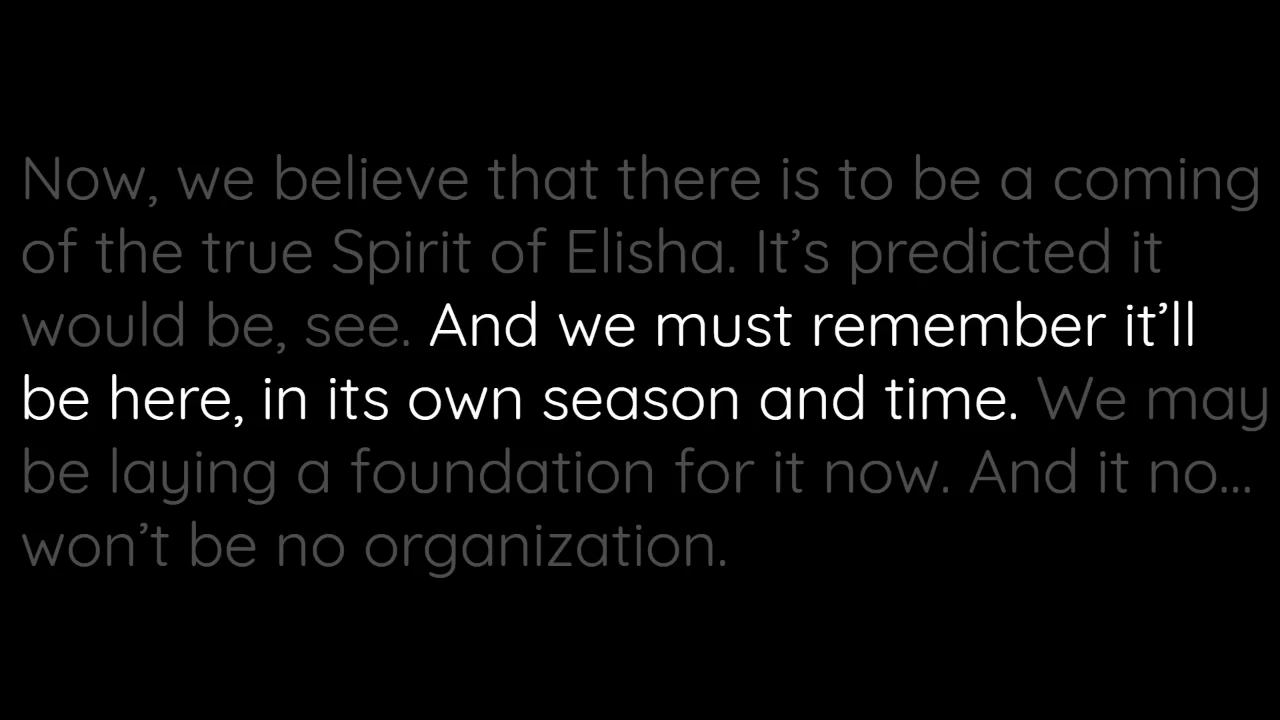 Now, we believe that there is to be a coming
of the true Spirit of Elisha. It’s predicted it
would be, see. And we must remember it’ll
be here, in its own season and time. We may
be laying a foundation for it now. And it no...
won’t be no organization.